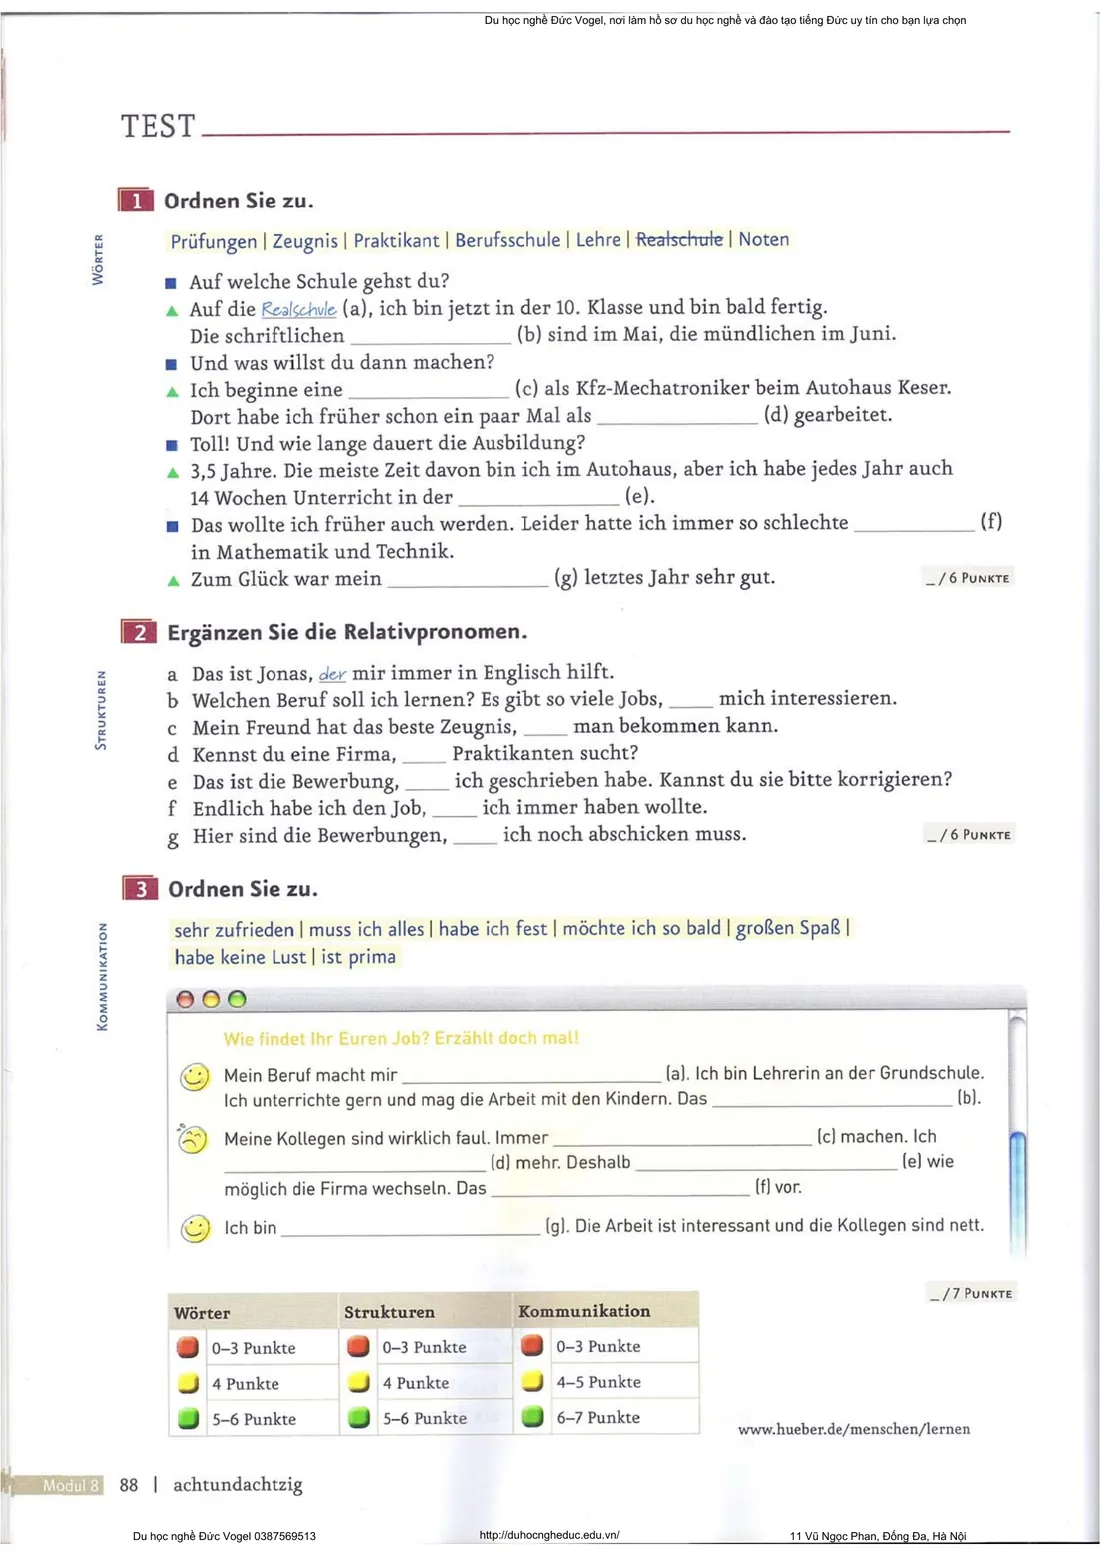 Du học nghề Đức Vogel, nơi làm hồ sơ du học nghề và đào tạo tiếng Đức uy tín cho bạn lựa chọn
TEST
1 Ordnen Sie zu.
WÖRTER
Prüfungen | Zeugnis | Praktikant | Berufsschule | Lehre | Realschule | Noten
■ Auf welche Schule gehst du?
▲ Auf die Realschule (a), ich bin jetzt in der 10. Klasse und bin bald fertig.
Die schriftlichen ______________ (b) sind im Mai, die mündlichen im Juni.
■ Und was willst du dann machen?
▲ Ich beginne eine ______________ (c) als Kfz-Mechatroniker beim Autohaus Keser.
Dort habe ich früher schon ein paar Mal als ______________ (d) gearbeitet.
■ Toll! Und wie lange dauert die Ausbildung?
▲ 3,5 Jahre. Die meiste Zeit davon bin ich im Autohaus, aber ich habe jedes Jahr auch
14 Wochen Unterricht in der ______________ (e).
■ Das wollte ich früher auch werden. Leider hatte ich immer so schlechte __________ (f)
in Mathematik und Technik.
▲ Zum Glück war mein ______________ (g) letztes Jahr sehr gut.
_ / 6 PUNKTE
2 Ergänzen Sie die Relativpronomen.
STRUKTUREN
a Das ist Jonas, der mir immer in Englisch hilft.
b Welchen Beruf soll ich lernen? Es gibt so viele Jobs, ____ mich interessieren.
c Mein Freund hat das beste Zeugnis, ____ man bekommen kann.
d Kennst du eine Firma, ____ Praktikanten sucht?
e Das ist die Bewerbung, ____ ich geschrieben habe. Kannst du sie bitte korrigieren?
f Endlich habe ich den Job, ____ ich immer haben wollte.
g Hier sind die Bewerbungen, ____ ich noch abschicken muss.
_ / 6 PUNKTE
3 Ordnen Sie zu.
KOMMUNIKATION
sehr zufrieden | muss ich alles | habe ich fest | möchte ich so bald | großen Spaß |
habe keine Lust | ist prima
Wie findet Ihr Euren Job? Erzählt doch mal!
Mein Beruf macht mir ______________________ (a). Ich bin Lehrerin an der Grundschule.
Ich unterrichte gern und mag die Arbeit mit den Kindern. Das ______________________ (b).
Meine Kollegen sind wirklich faul. Immer ______________________ (c) machen. Ich
______________________ (d) mehr. Deshalb ______________________ (e) wie
möglich die Firma wechseln. Das ______________________ (f) vor.
Ich bin ______________________ (g). Die Arbeit ist interessant und die Kollegen sind nett.
_ / 7 PUNKTE
Wörter Strukturen Kommunikation
0–3 Punkte 0–3 Punkte 0–3 Punkte
4 Punkte 4 Punkte 4–5 Punkte
5–6 Punkte 5–6 Punkte 6–7 Punkte
www.hueber.de/menschen/lernen
Modul 8 88 | achtundachtzig
Du học nghề Đức Vogel 0387569513 http://duhocngheduc.edu.vn/ 11 Vũ Ngọc Phan, Đống Đa, Hà Nội